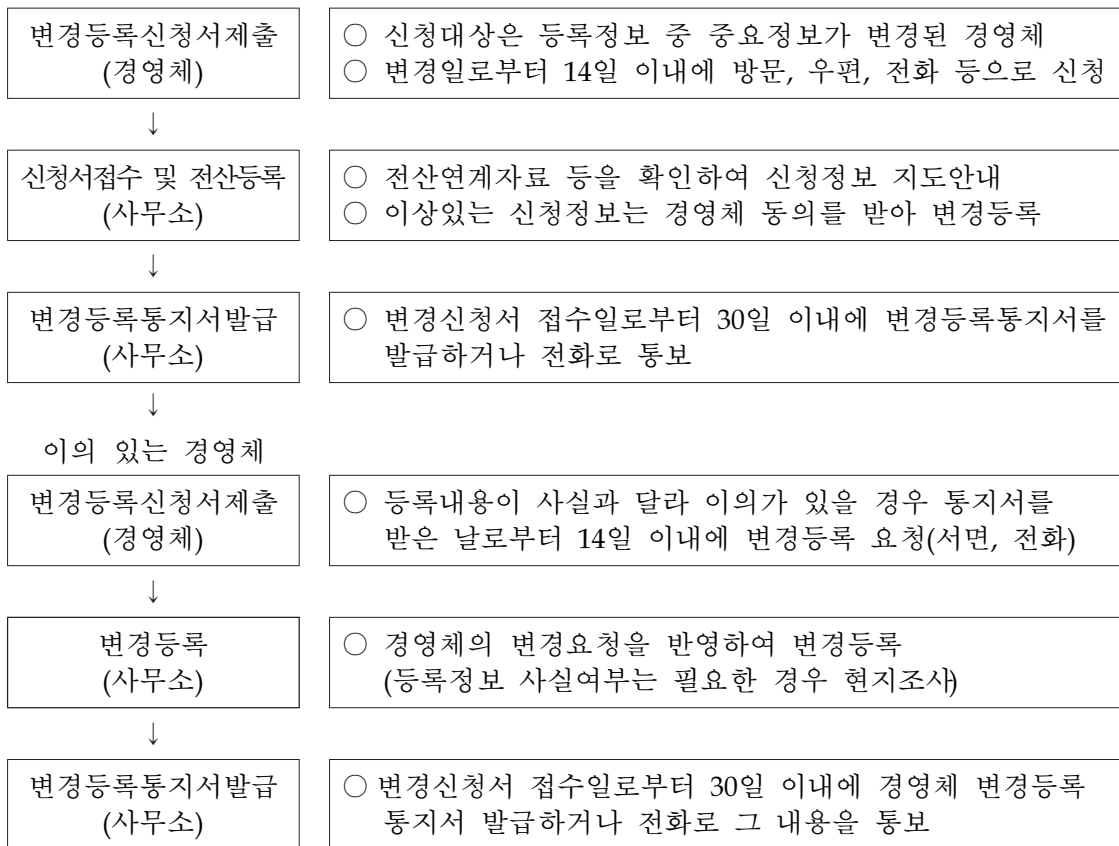 변경등록신청서제출
(경영체)
○ 신청대상은 등록정보 중 중요정보가 변경된 경영체
○ 변경일로부터 14일 이내에 방문, 우편, 전화 등으로 신청
↓
신청서접수 및 전산등록
(사무소)
○ 전산연계자료 등을 확인하여 신청정보 지도안내
○ 이상있는 신청정보는 경영체 동의를 받아 변경등록
↓
변경등록통지서발급
(사무소)
○ 변경신청서 접수일로부터 30일 이내에 변경등록통지서를
발급하거나 전화로 통보
↓
이의 있는 경영체
변경등록신청서제출
(경영체)
○ 등록내용이 사실과 달라 이의가 있을 경우 통지서를
받은 날로부터 14일 이내에 변경등록 요청(서면, 전화)
↓
변경등록
(사무소)
○ 경영체의 변경요청을 반영하여 변경등록
(등록정보 사실여부는 필요한 경우 현지조사)
↓
변경등록통지서발급
(사무소)
○ 변경신청서 접수일로부터 30일 이내에 경영체 변경등록
통지서 발급하거나 전화로 그 내용을 통보